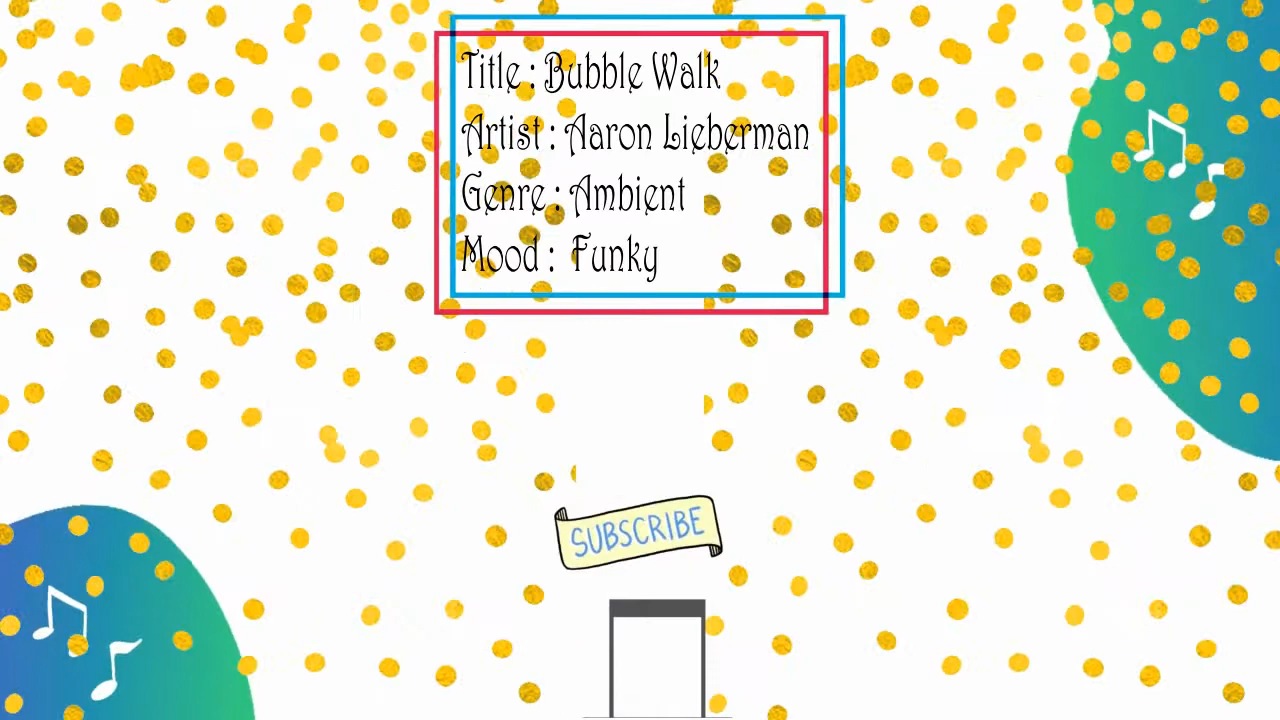 Title : Bubble Walk
Artist : Aaron Lieberman
Genre : Ambient
Mood : Funky
SUBSCRIBE